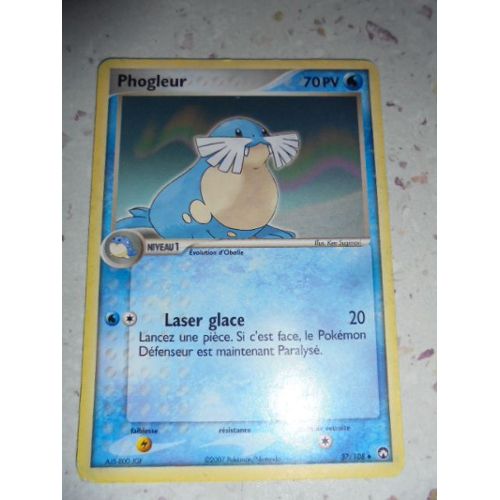 Phogleur 70 PV
Illus. Ken Sugimori
NIVEAU 1
Évolution d'Obalie
Laser glace 20
Lancez une pièce. Si c'est face, le Pokémon
Défenseur est maintenant Paralysé.
faiblesse résistance retraite
©2007 Pokémon/Nintendo 37/108